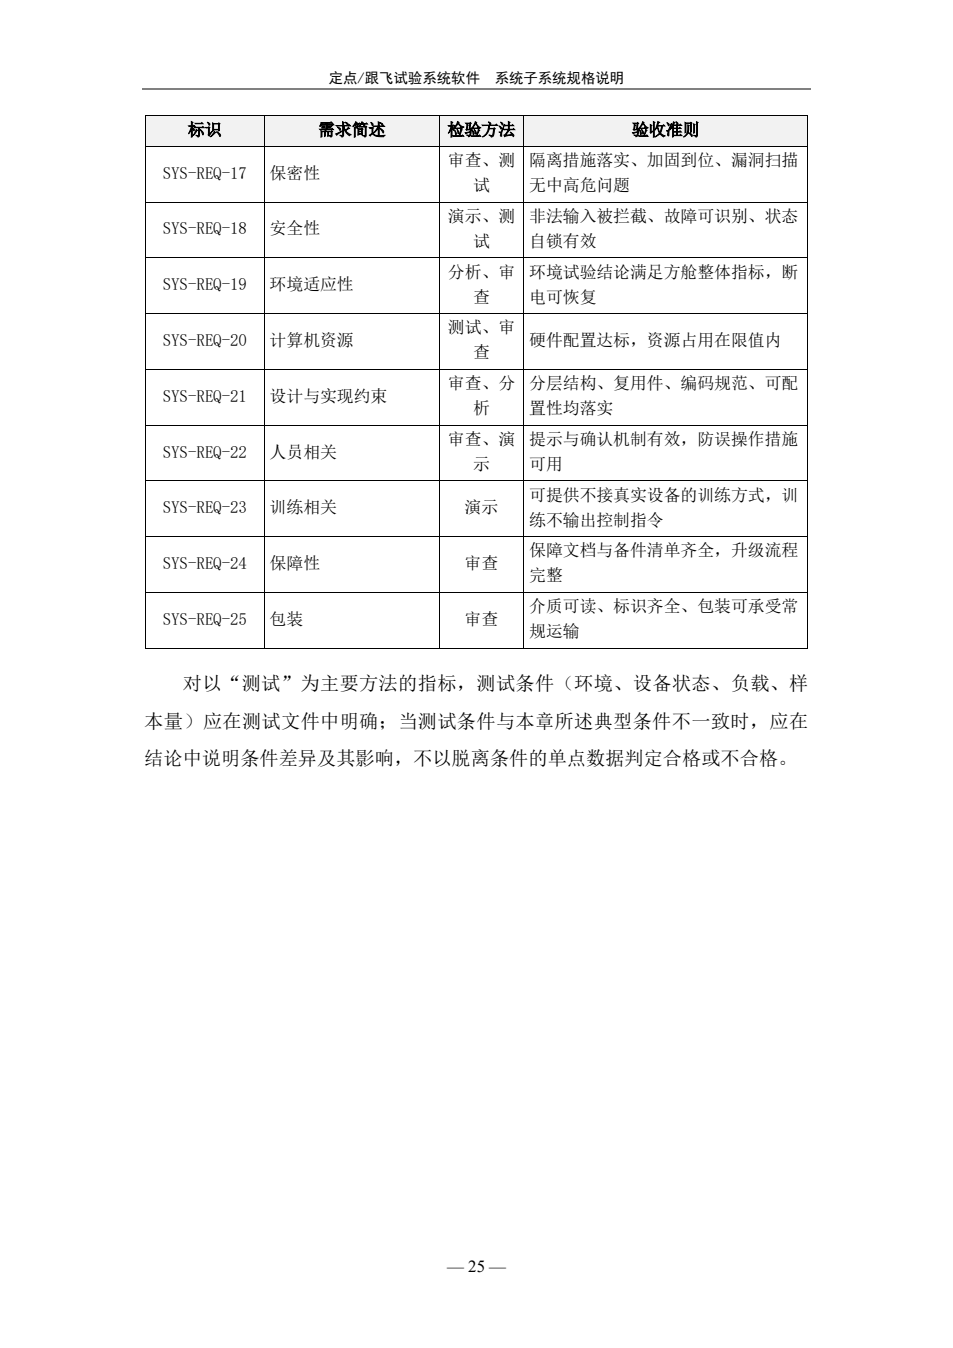 定点/跟飞试验系统软件　系统子系统规格说明
标识　需求简述　检验方法　验收准则
SYS-REQ-17　保密性　审查、测试　隔离措施落实、加固到位、漏洞扫描无中高危问题
SYS-REQ-18　安全性　演示、测试　非法输入被拦截、故障可识别、状态自锁有效
SYS-REQ-19　环境适应性　分析、审查　环境试验结论满足方舱整体指标，断电可恢复
SYS-REQ-20　计算机资源　测试、审查　硬件配置达标，资源占用在限值内
SYS-REQ-21　设计与实现约束　审查、分析　分层结构、复用件、编码规范、可配置性均落实
SYS-REQ-22　人员相关　审查、演示　提示与确认机制有效，防误操作措施可用
SYS-REQ-23　训练相关　演示　可提供不接真实设备的训练方式，训练不输出控制指令
SYS-REQ-24　保障性　审查　保障文档与备件清单齐全，升级流程完整
SYS-REQ-25　包装　审查　介质可读、标识齐全、包装可承受常规运输
对以“测试”为主要方法的指标，测试条件（环境、设备状态、负载、样
本量）应在测试文件中明确；当测试条件与本章所述典型条件不一致时，应在
结论中说明条件差异及其影响，不以脱离条件的单点数据判定合格或不合格。
— 25 —